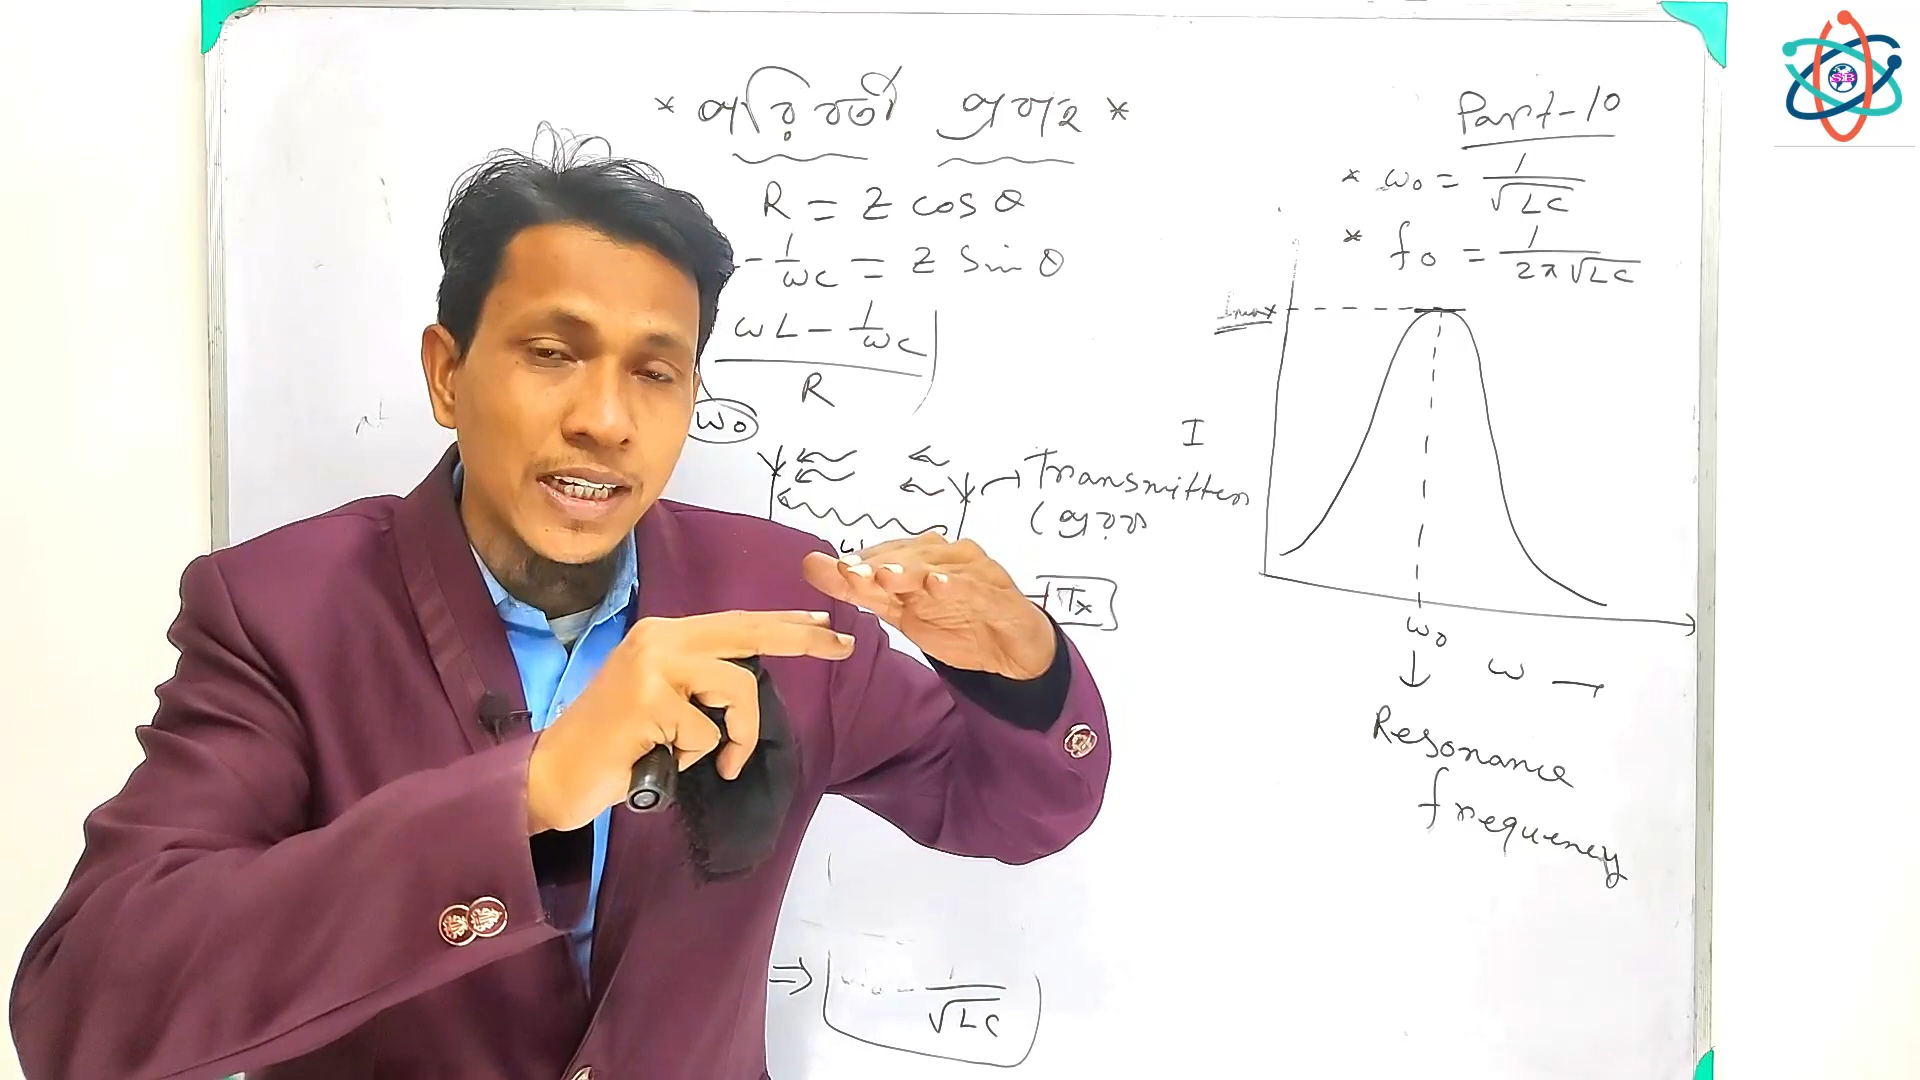 * পরিবর্তী প্রবাহ *
R = Z cos θ
- 1/ωC = Z Sin θ
ωL - 1/ωC
R
ω₀
Transmitter
Tx
⇒ 1/√LC
Part-10
* ω₀ = 1/√LC
* f₀ = 1/2π√LC
Imax
I
ω₀
ω →
Resonance
frequency
SB